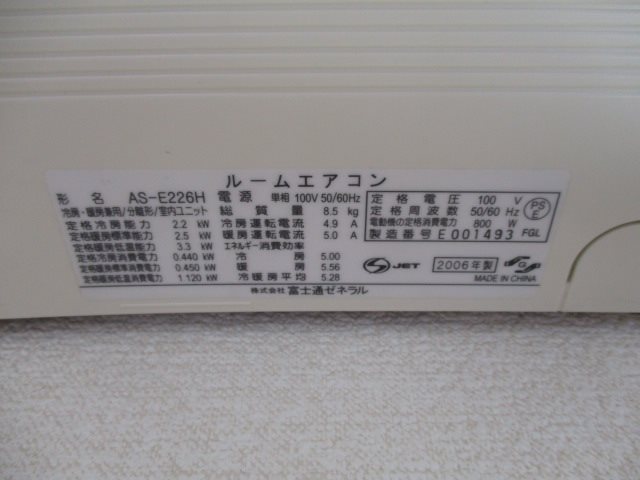 ルームエアコン
形 名 AS-E226H 電源 単相 100V 50/60Hz
冷房・暖房兼用/分離形/室内ユニット 総質量 8.5 kg
定格冷房能力 2.2 kW 冷房運転電流 4.9 A
定格暖房標準能力 2.5 kW 暖房運転電流 5.0 A
定格暖房低温能力 3.3 kW エネルギー消費効率
定格冷房消費電力 0.440 kW 冷房 5.00
定格暖房標準消費電力 0.450 kW 暖房 5.56
定格暖房低温消費電力 1.120 kW 冷暖房平均 5.28
定格電圧 100 V
定格周波数 50/60 Hz
電動機の定格消費電力 800 W
製造番号 E 001493 FGL
PS E
JET 2006年製
MADE IN CHINA
株式会社 富士通ゼネラル